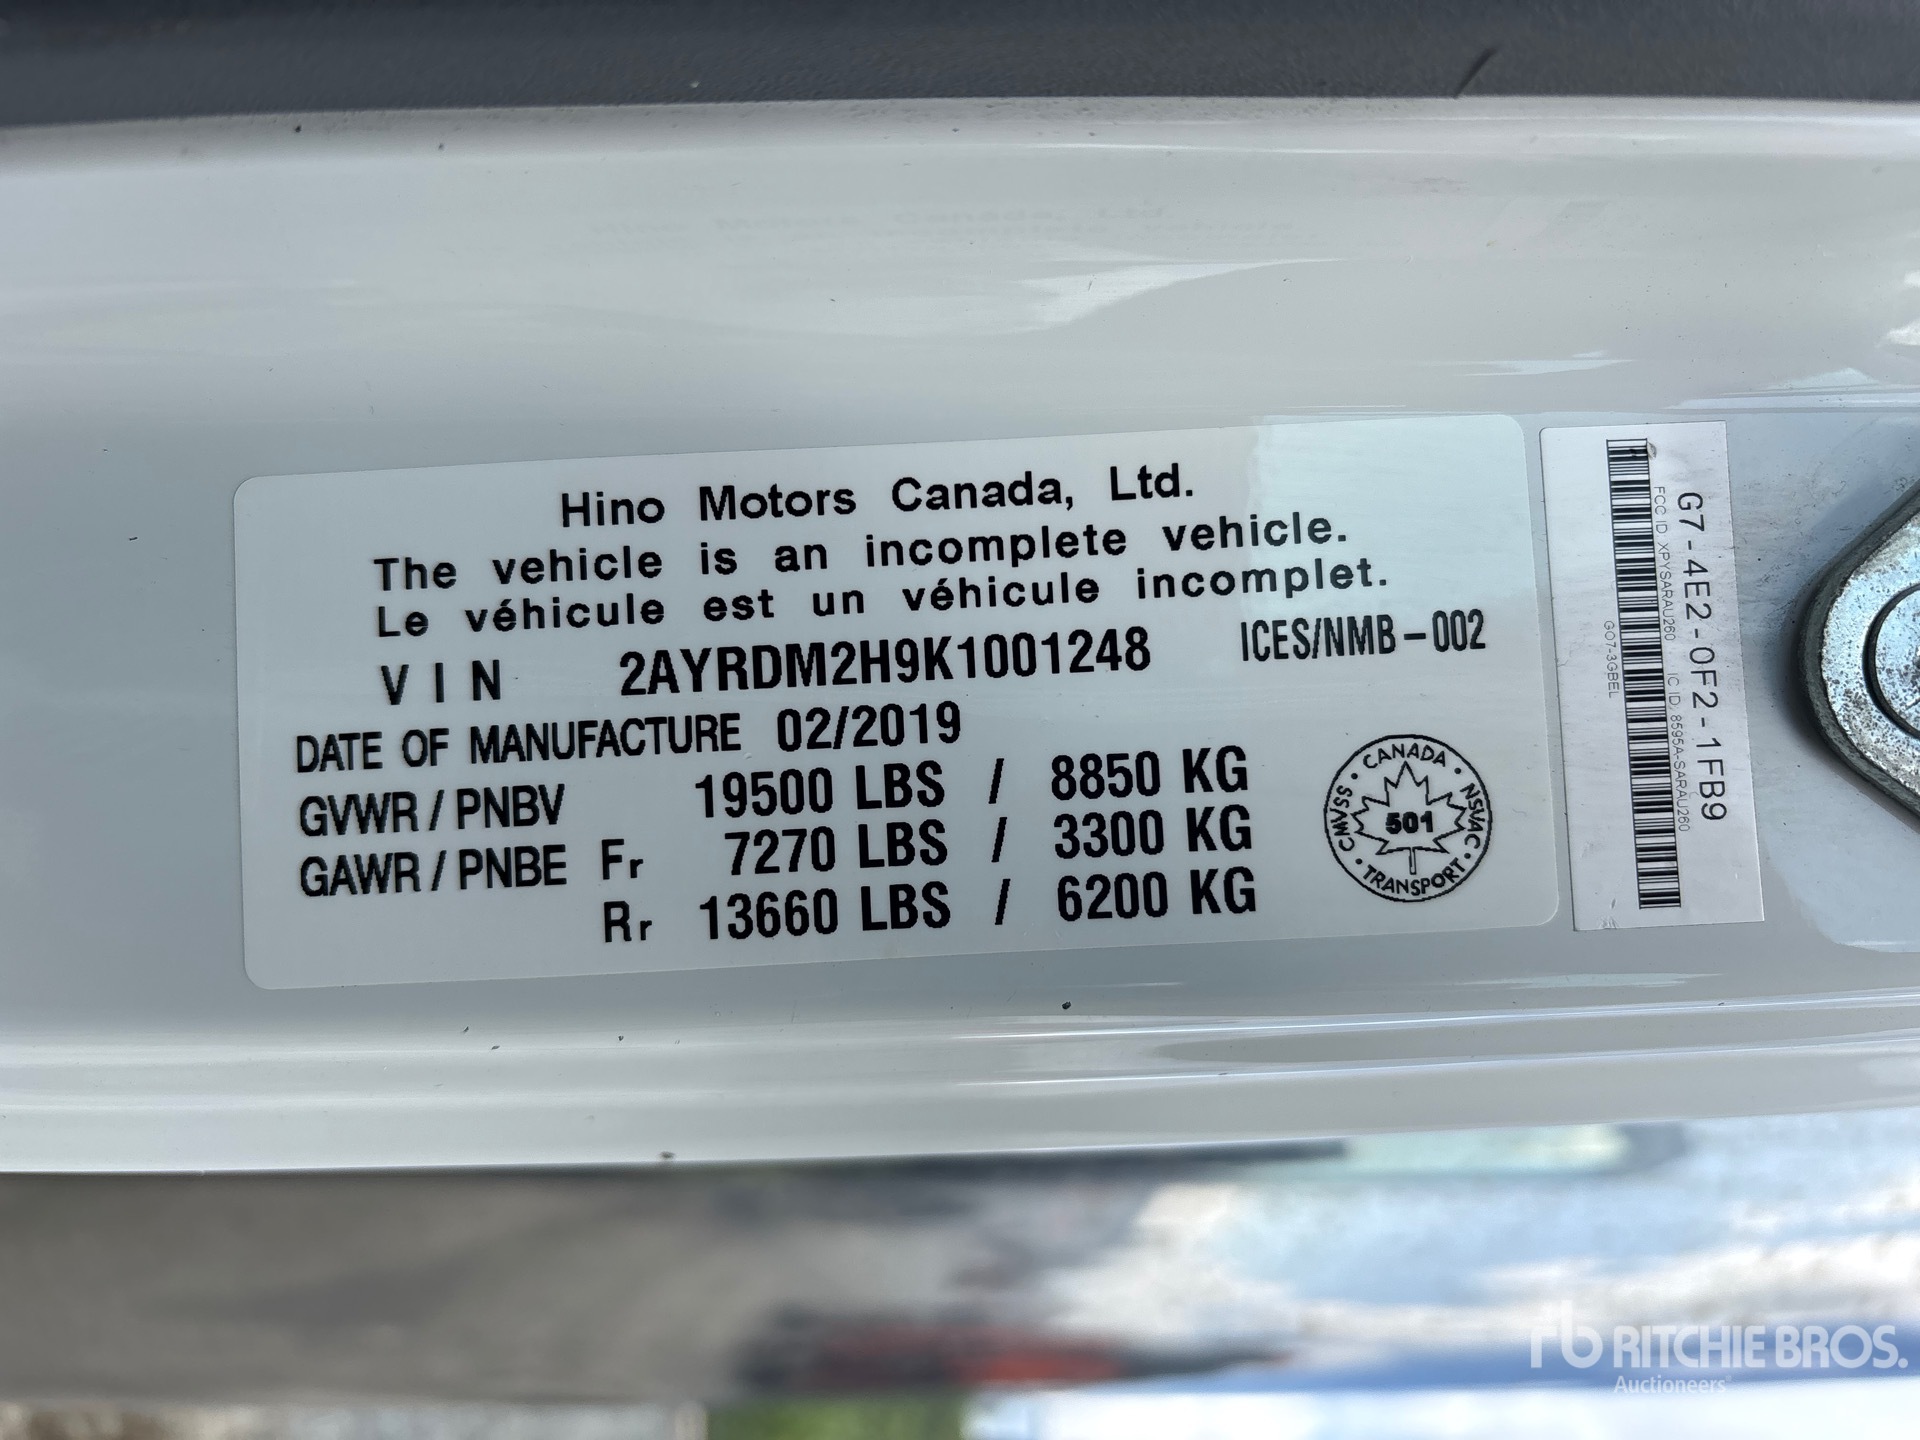 Hino Motors Canada, Ltd.
The vehicle is an incomplete vehicle.
Le véhicule est un véhicule incomplet.
VIN 2AYRDM2H9K1001248 ICES/NMB-002
DATE OF MANUFACTURE 02/2019
GVWR / PNBV 19500 LBS / 8850 KG
GAWR / PNBE Fr 7270 LBS / 3300 KG
Rr 13660 LBS / 6200 KG
CANADA · NSVAC · TRANSPORT · CMVSS ·
501
G7-4E2-0F2-1FB9
FCC ID XPYSARAU260 IC ID, 8595A-SARAU260
GO7-3GBEL
rb RITCHIE BROS.
Auctioneers